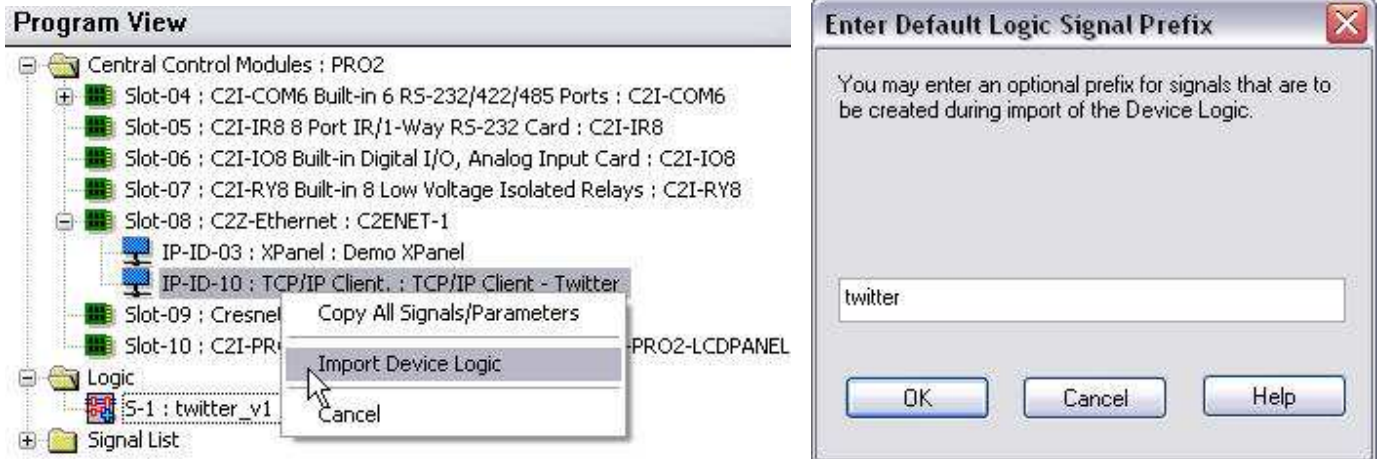 Program View
Central Control Modules : PRO2
Slot-04 : C2I-COM6 Built-in 6 RS-232/422/485 Ports : C2I-COM6
Slot-05 : C2I-IR8 8 Port IR/1-Way RS-232 Card : C2I-IR8
Slot-06 : C2I-IO8 Built-in Digital I/O, Analog Input Card : C2I-IO8
Slot-07 : C2I-RY8 Built-in 8 Low Voltage Isolated Relays : C2I-RY8
Slot-08 : C2Z-Ethernet : C2ENET-1
IP-ID-03 : XPanel : Demo XPanel
IP-ID-10 : TCP/IP Client. : TCP/IP Client - Twitter
Slot-09 : Cresne
Slot-10 : C2I-PR
-PRO2-LCDPANEL
Logic
S-1 : twitter_v1
Signal List
Copy All Signals/Parameters
Import Device Logic
Cancel
Enter Default Logic Signal Prefix
You may enter an optional prefix for signals that are to
be created during import of the Device Logic.
twitter
OK
Cancel
Help